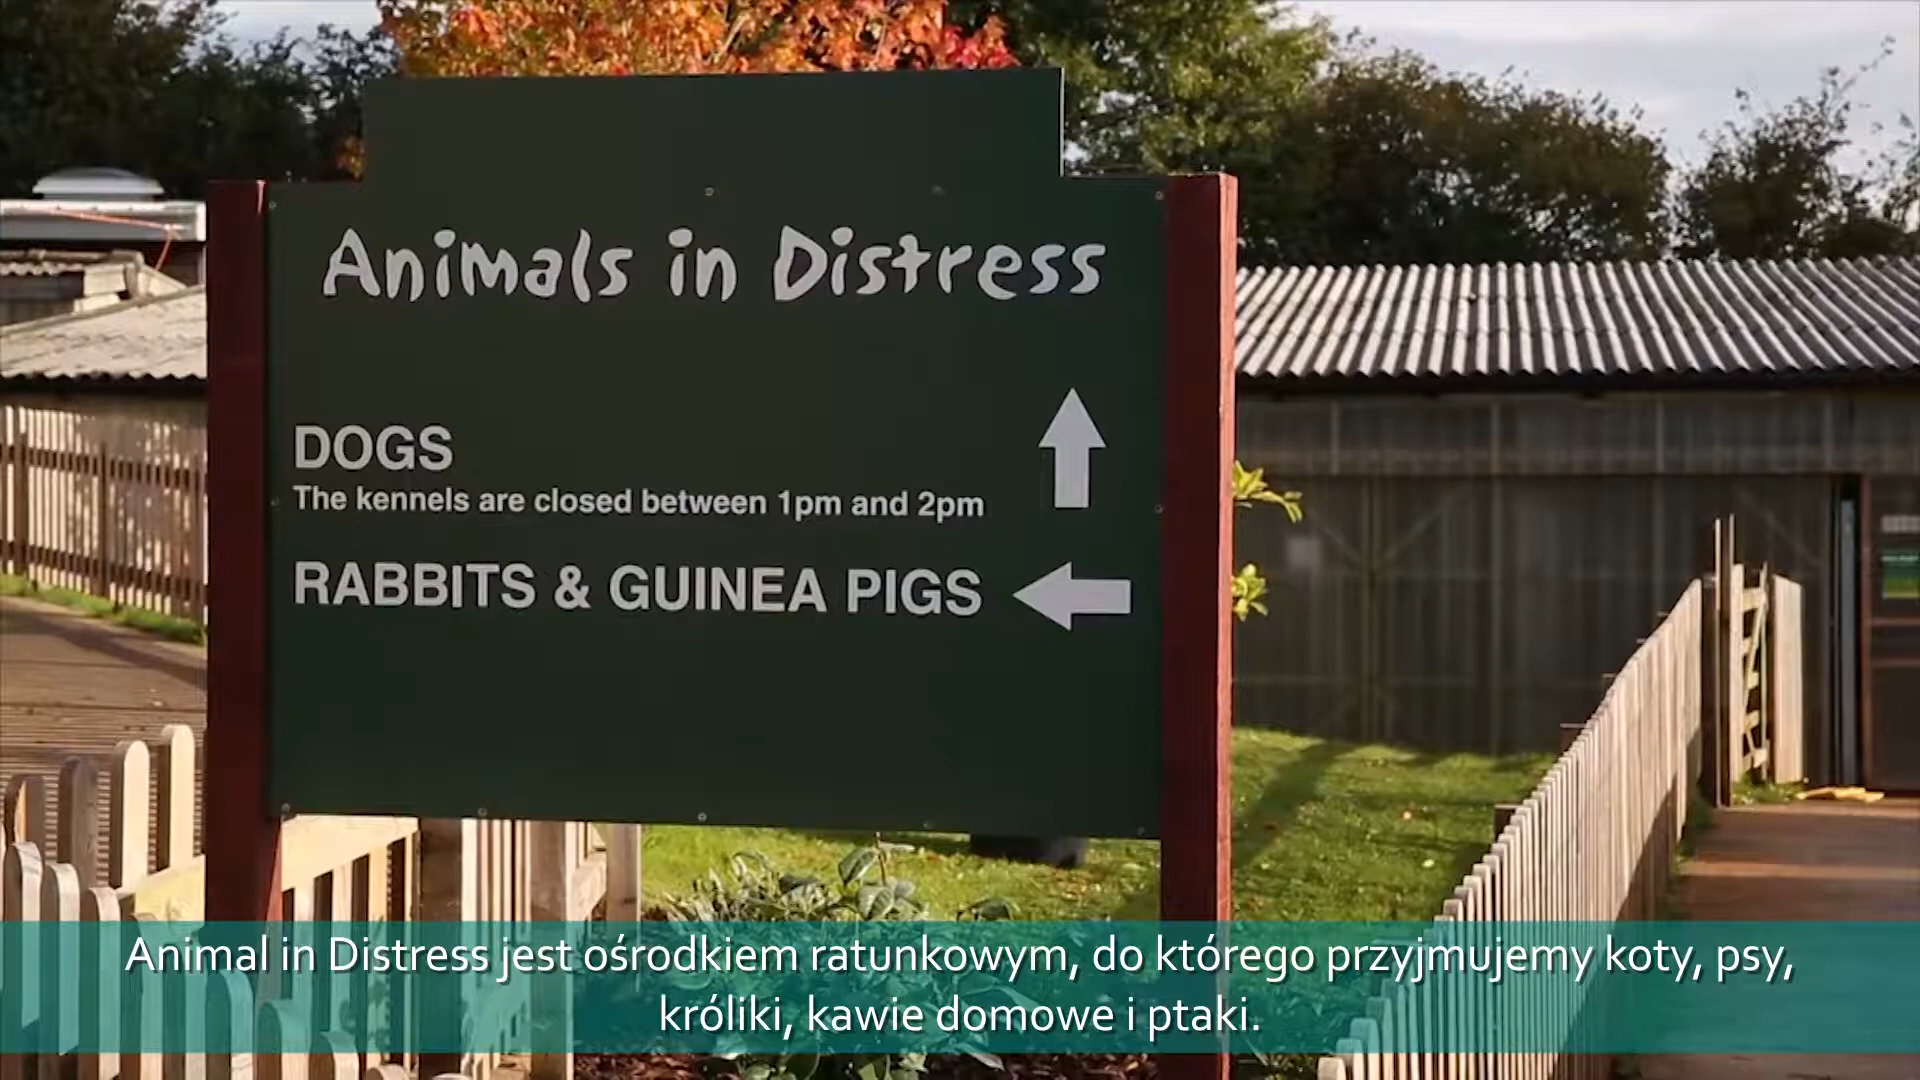 Animals in Distress
DOGS
The kennels are closed between 1pm and 2pm
RABBITS & GUINEA PIGS
Animal in Distress jest ośrodkiem ratunkowym, do którego przyjmujemy koty, psy,
króliki, kawie domowe i ptaki.